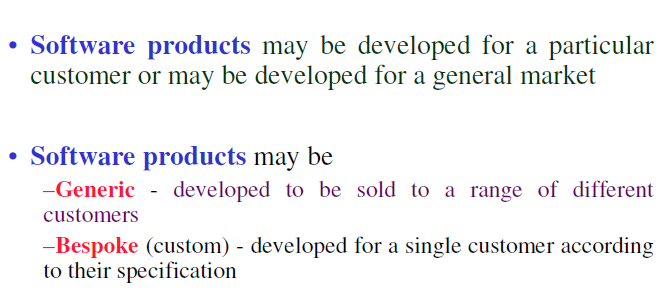 • Software products may be developed for a particular
customer or may be developed for a general market
• Software products may be
–Generic - developed to be sold to a range of different
customers
–Bespoke (custom) - developed for a single customer according
to their specification